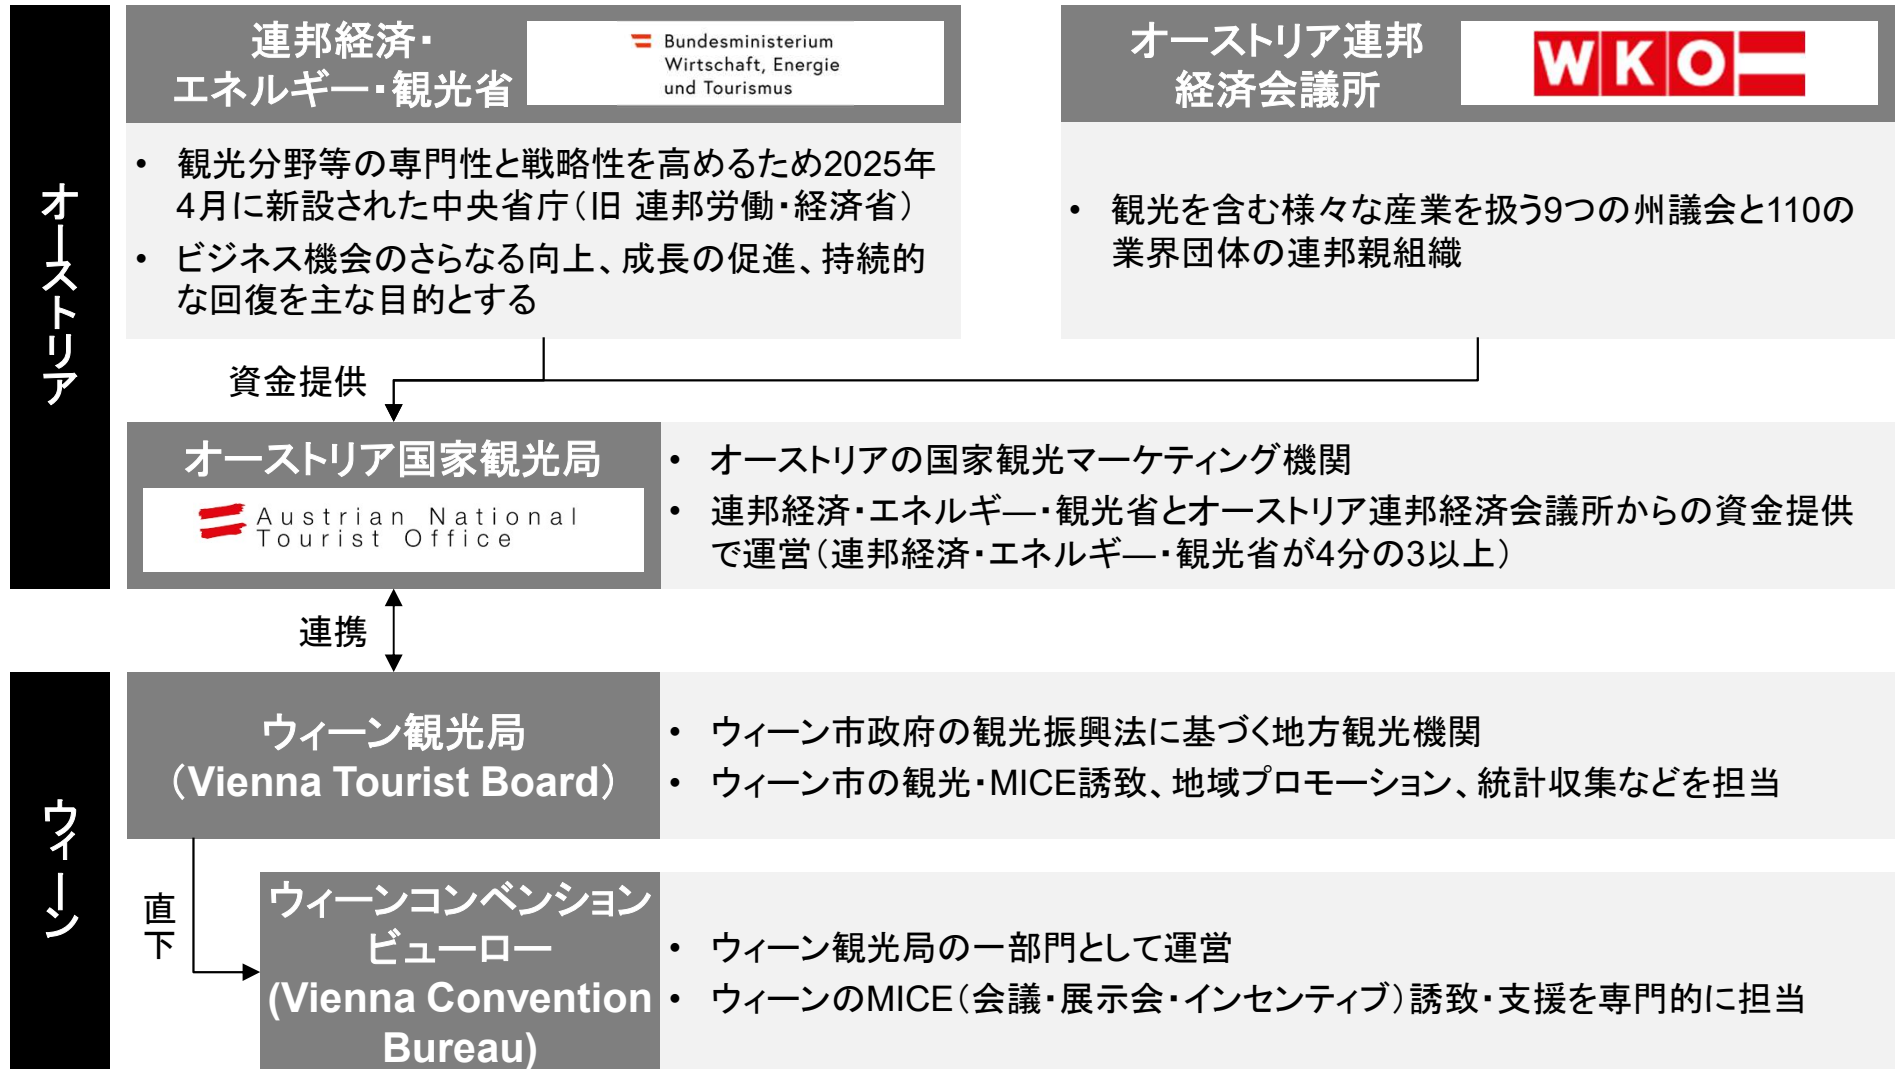 オーストリア
連邦経済・
エネルギー・観光省
Bundesministerium
Wirtschaft, Energie
und Tourismus
• 観光分野等の専門性と戦略性を高めるため2025年
4月に新設された中央省庁（旧 連邦労働・経済省）
• ビジネス機会のさらなる向上、成長の促進、持続的
な回復を主な目的とする
オーストリア連邦
経済会議所
WKO
• 観光を含む様々な産業を扱う9つの州議会と110の
業界団体の連邦親組織
資金提供
オーストリア国家観光局
Austrian National
Tourist Office
• オーストリアの国家観光マーケティング機関
• 連邦経済・エネルギ―・観光省とオーストリア連邦経済会議所からの資金提供
で運営（連邦経済・エネルギ―・観光省が4分の3以上）
連携
ウィーン
ウィーン観光局
（Vienna Tourist Board）
• ウィーン市政府の観光振興法に基づく地方観光機関
• ウィーン市の観光・MICE誘致、地域プロモーション、統計収集などを担当
直下
ウィーンコンベンション
ビューロー
(Vienna Convention
Bureau)
• ウィーン観光局の一部門として運営
• ウィーンのMICE（会議・展示会・インセンティブ）誘致・支援を専門的に担当